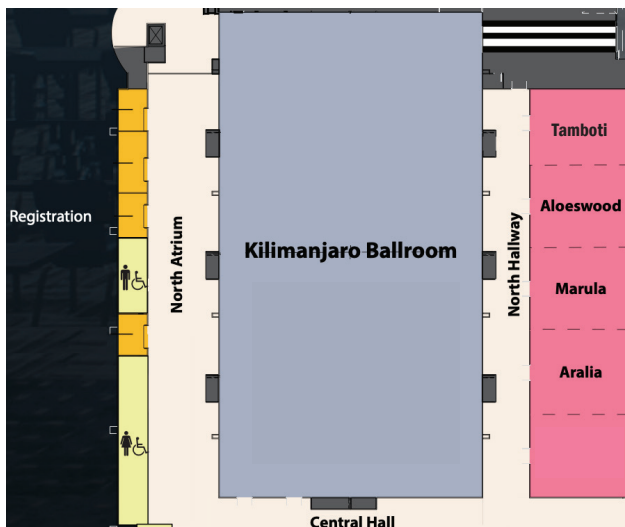 Tamboti
Registration
North Atrium
Kilimanjaro Ballroom
North Hallway
Aloeswood
Marula
Aralia
Central Hall